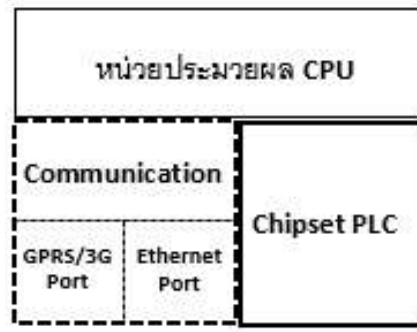 หน่วยประมวยผล CPU
Communication
Chipset PLC
GPRS/3G
Port
Ethernet
Port